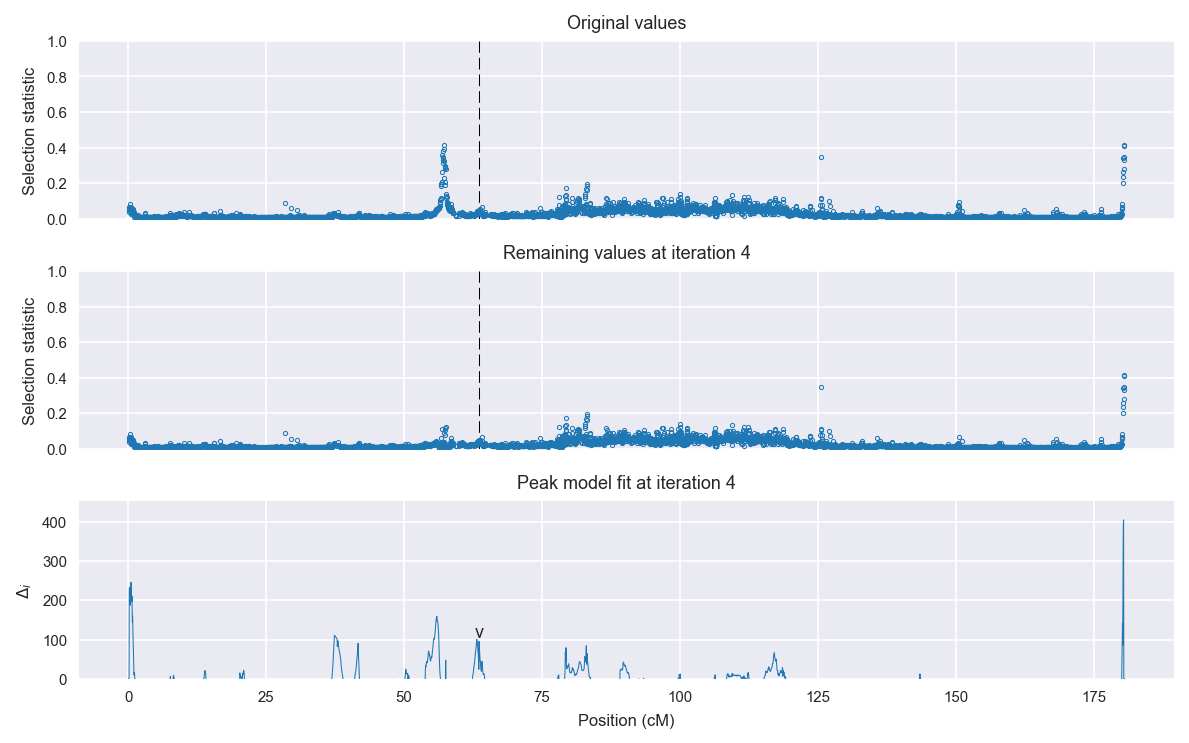 Original values
1.0
0.8
0.6
0.4
0.2
0.0
Selection statistic
Remaining values at iteration 4
1.0
0.8
0.6
0.4
0.2
0.0
Selection statistic
Peak model fit at iteration 4
400
300
200
100
0
Δi
v
0 25 50 75 100 125 150 175
Position (cM)